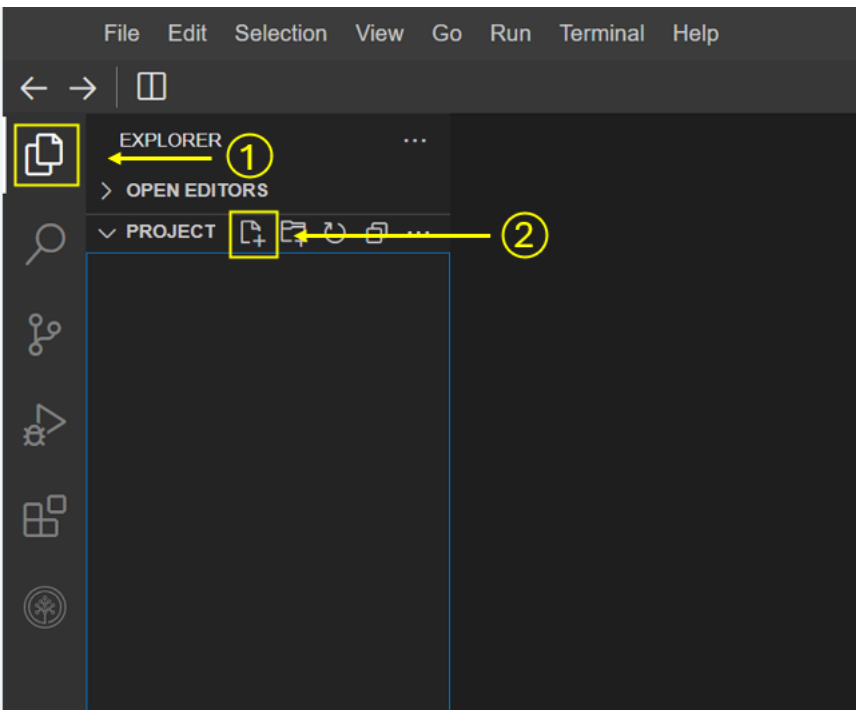 File Edit Selection View Go Run Terminal Help
EXPLORER ...
1
OPEN EDITORS
PROJECT ...
2